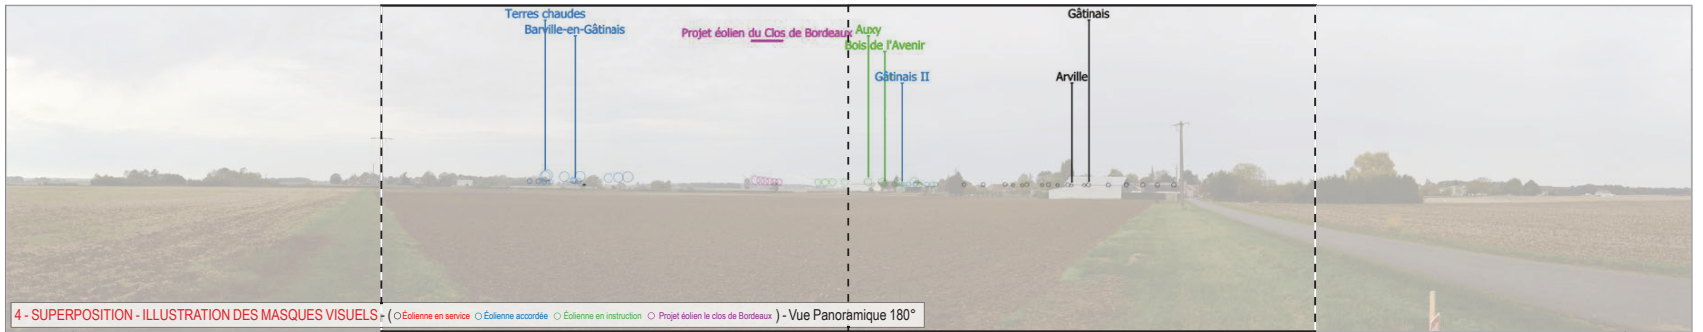 Terres chaudes
Gâtinais
Barville-en-Gâtinais
Projet éolien du Clos de Bordeaux
Auxy
Bois de l'Avenir
Gâtinais II
Arville
4 - SUPERPOSITION - ILLUSTRATION DES MASQUES VISUELS - ( Éolienne en service Éolienne accordée Éolienne en instruction Projet éolien le clos de Bordeaux ) - Vue Panoramique 180°